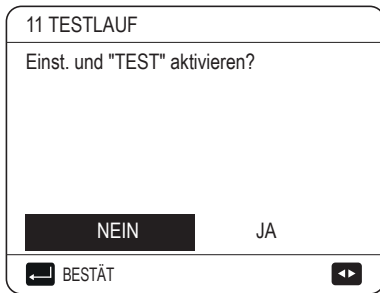 11 TESTLAUF
Einst. und "TEST" aktivieren?
NEIN JA
BESTÄT